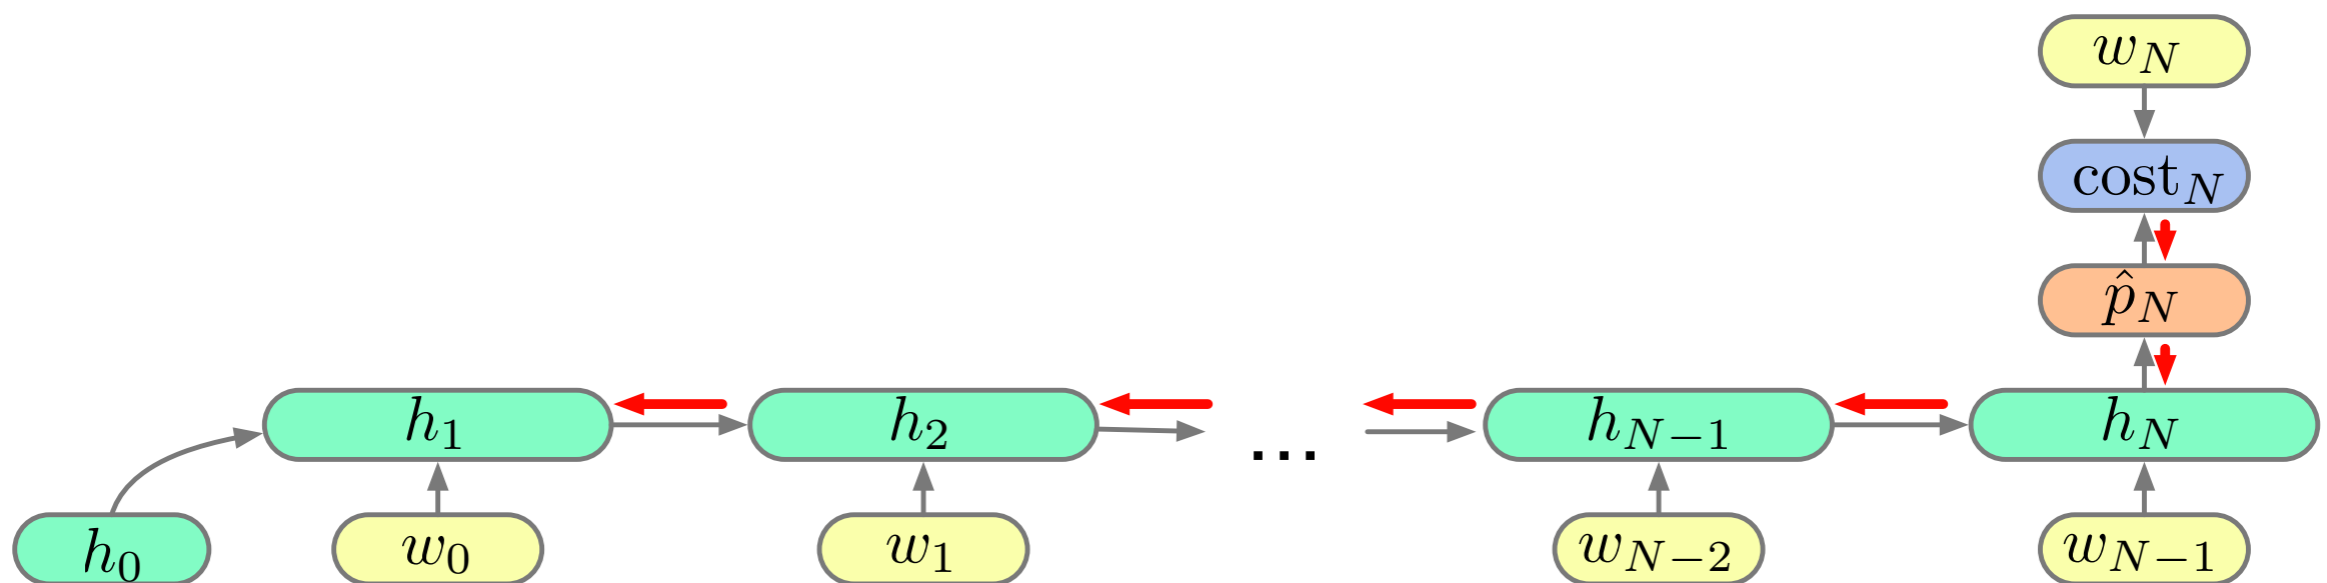 w_N
cost_N
p̂_N
h_1 h_2 ... h_{N−1} h_N
h_0 w_0 w_1 w_{N−2} w_{N−1}